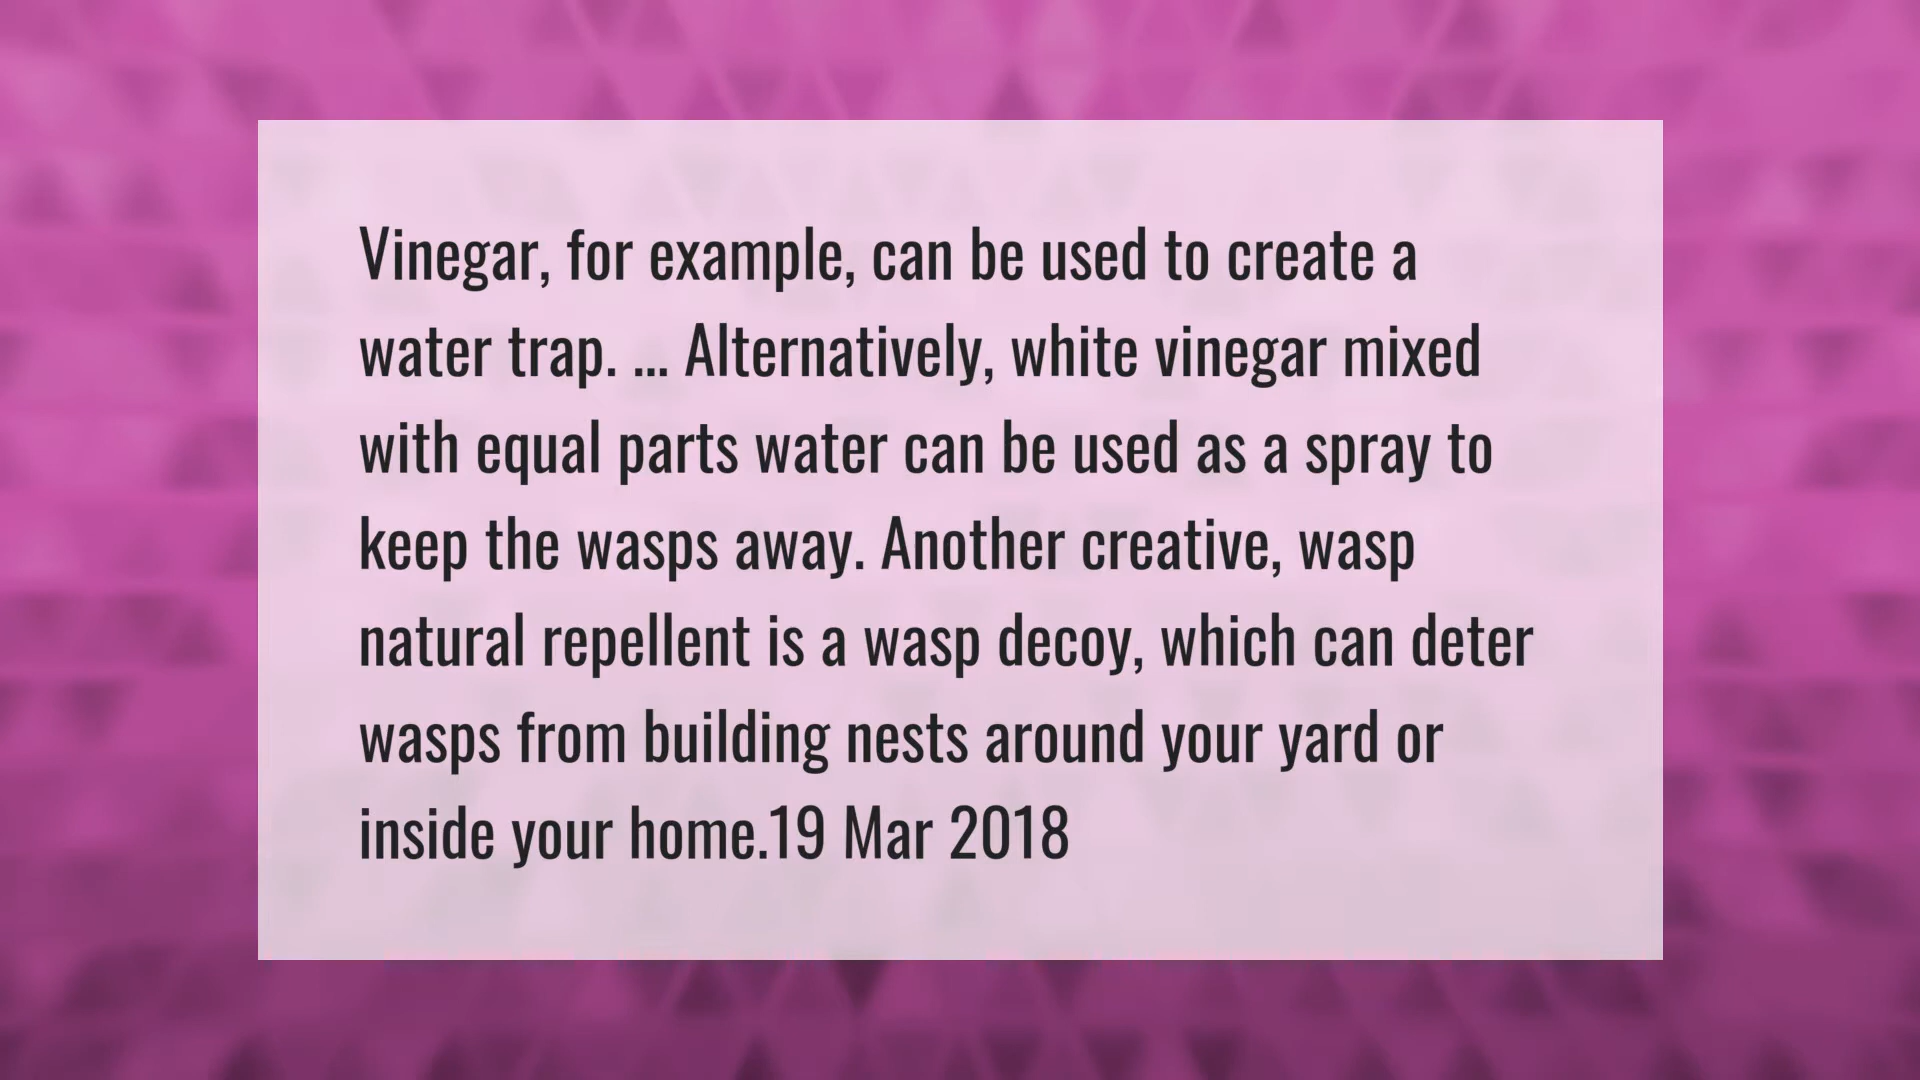 Vinegar, for example, can be used to create a
water trap. ... Alternatively, white vinegar mixed
with equal parts water can be used as a spray to
keep the wasps away. Another creative, wasp
natural repellent is a wasp decoy, which can deter
wasps from building nests around your yard or
inside your home.19 Mar 2018